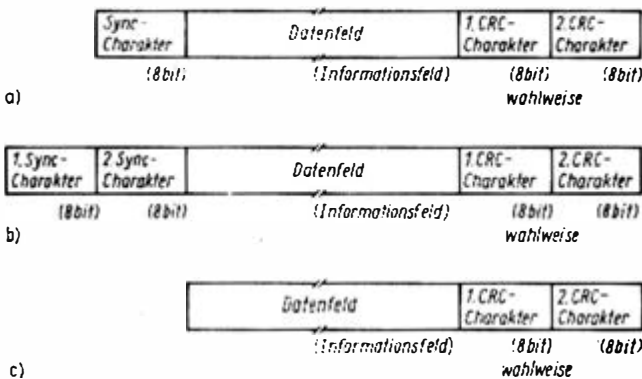 Sync-
Charakter
Datenfeld
1. CRC-
Charakter
2. CRC-
Charakter
(8bit)
(Informationsfeld)
(8bit)
(8bit)
wahlweise
a)
1. Sync-
Charakter
2. Sync-
Charakter
Datenfeld
1. CRC-
Charakter
2. CRC-
Charakter
(8bit)
(8bit)
(Informationsfeld)
(8bit)
(8bit)
wahlweise
b)
Datenfeld
1. CRC-
Charakter
2. CRC-
Charakter
(Informationsfeld)
(8bit)
(8bit)
wahlweise
c)